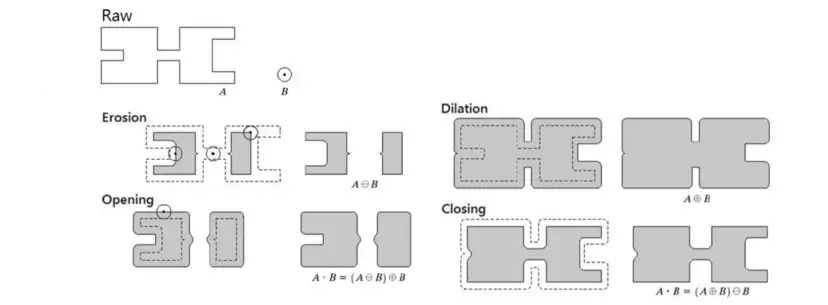 Raw
A
B
Erosion
A ⊖ B
Dilation
A ⊕ B
Opening
A ∘ B = (A ⊖ B) ⊕ B
Closing
A • B = (A ⊕ B) ⊖ B